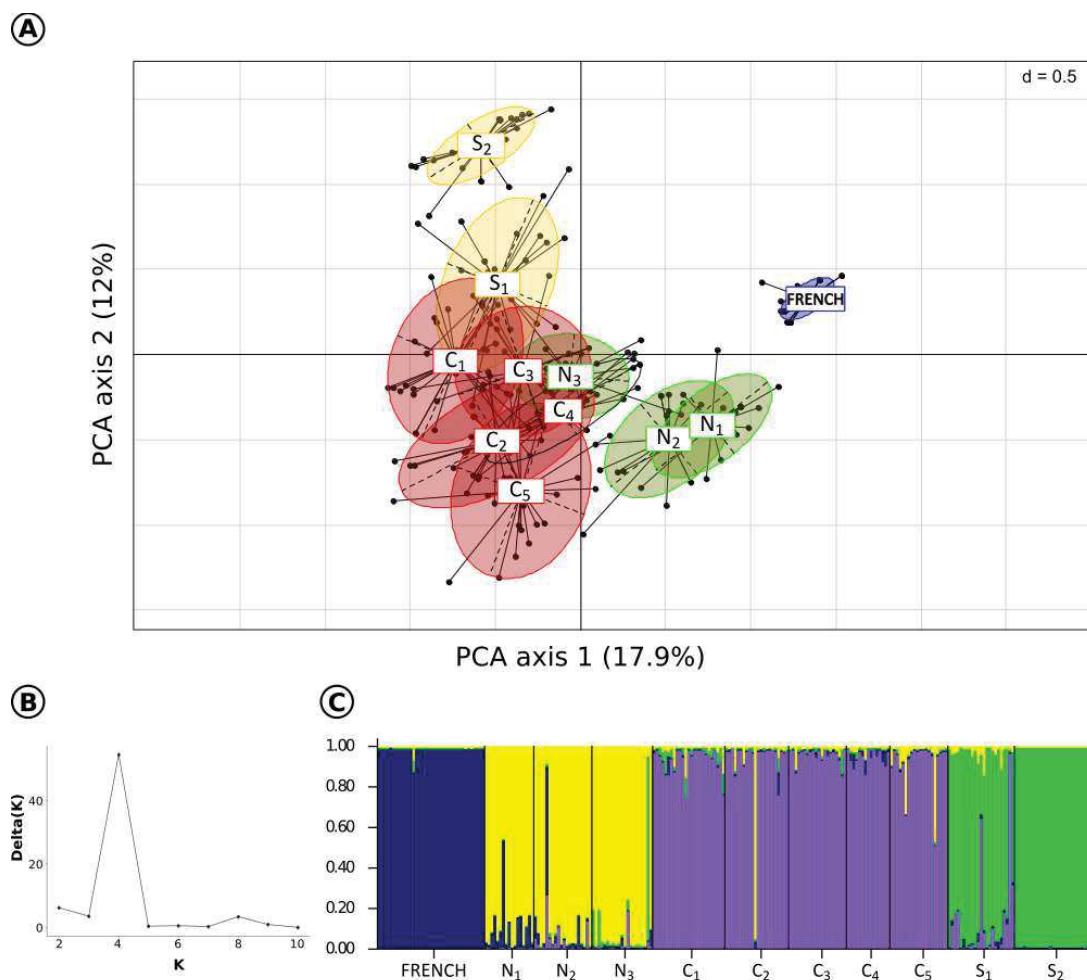 A
d = 0.5
S2
S1
FRENCH
C1
C3
N3
C4
N1
N2
C2
C5
PCA axis 2 (12%)
PCA axis 1 (17.9%)
B
C
Delta(K)
40
20
0
2 4 6 8 10
K
1.00
0.80
0.60
0.40
0.20
0.00
FRENCH N1 N2 N3 C1 C2 C3 C4 C5 S1 S2